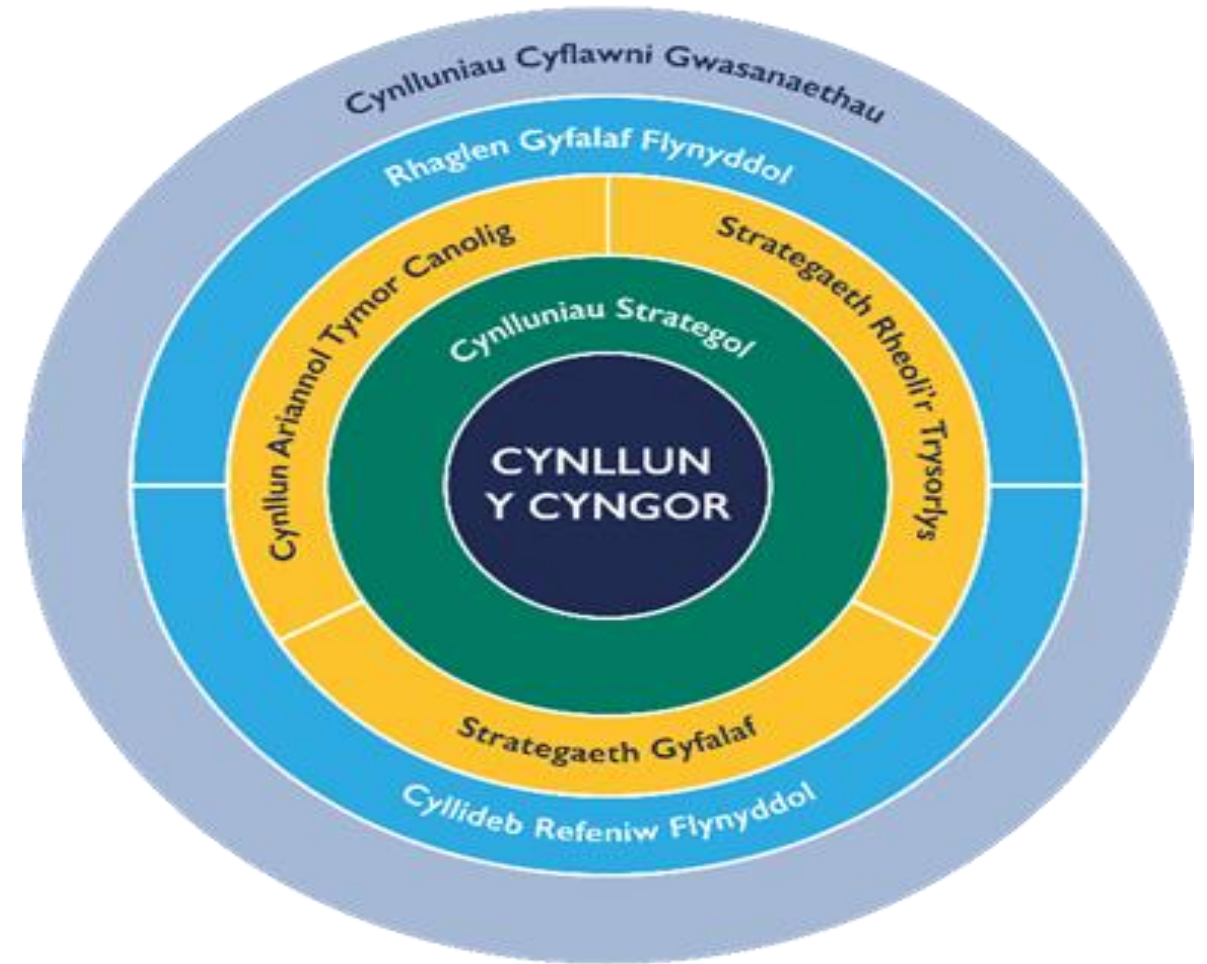 Cynlluniau Cyflawni Gwasanaethau
Rhaglen Gyfalaf Flynyddol
Cynllun Ariannol Tymor Canolig
Strategaeth Rheoli'r Trysorlys
Cynlluniau Strategol
CYNLLUN
Y CYNGOR
Strategaeth Gyfalaf
Cyllideb Refeniw Flynyddol